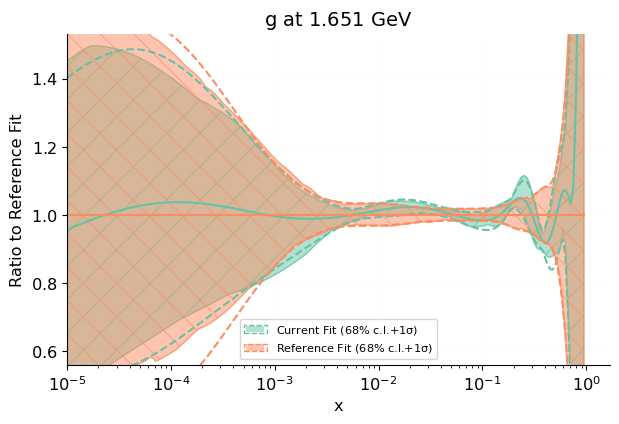 g at 1.651 GeV
Ratio to Reference Fit
1.4
1.2
1.0
0.8
0.6
Current Fit (68% c.l.+1σ)
Reference Fit (68% c.l.+1σ)
10⁻⁵ 10⁻⁴ 10⁻³ 10⁻² 10⁻¹ 10⁰
x